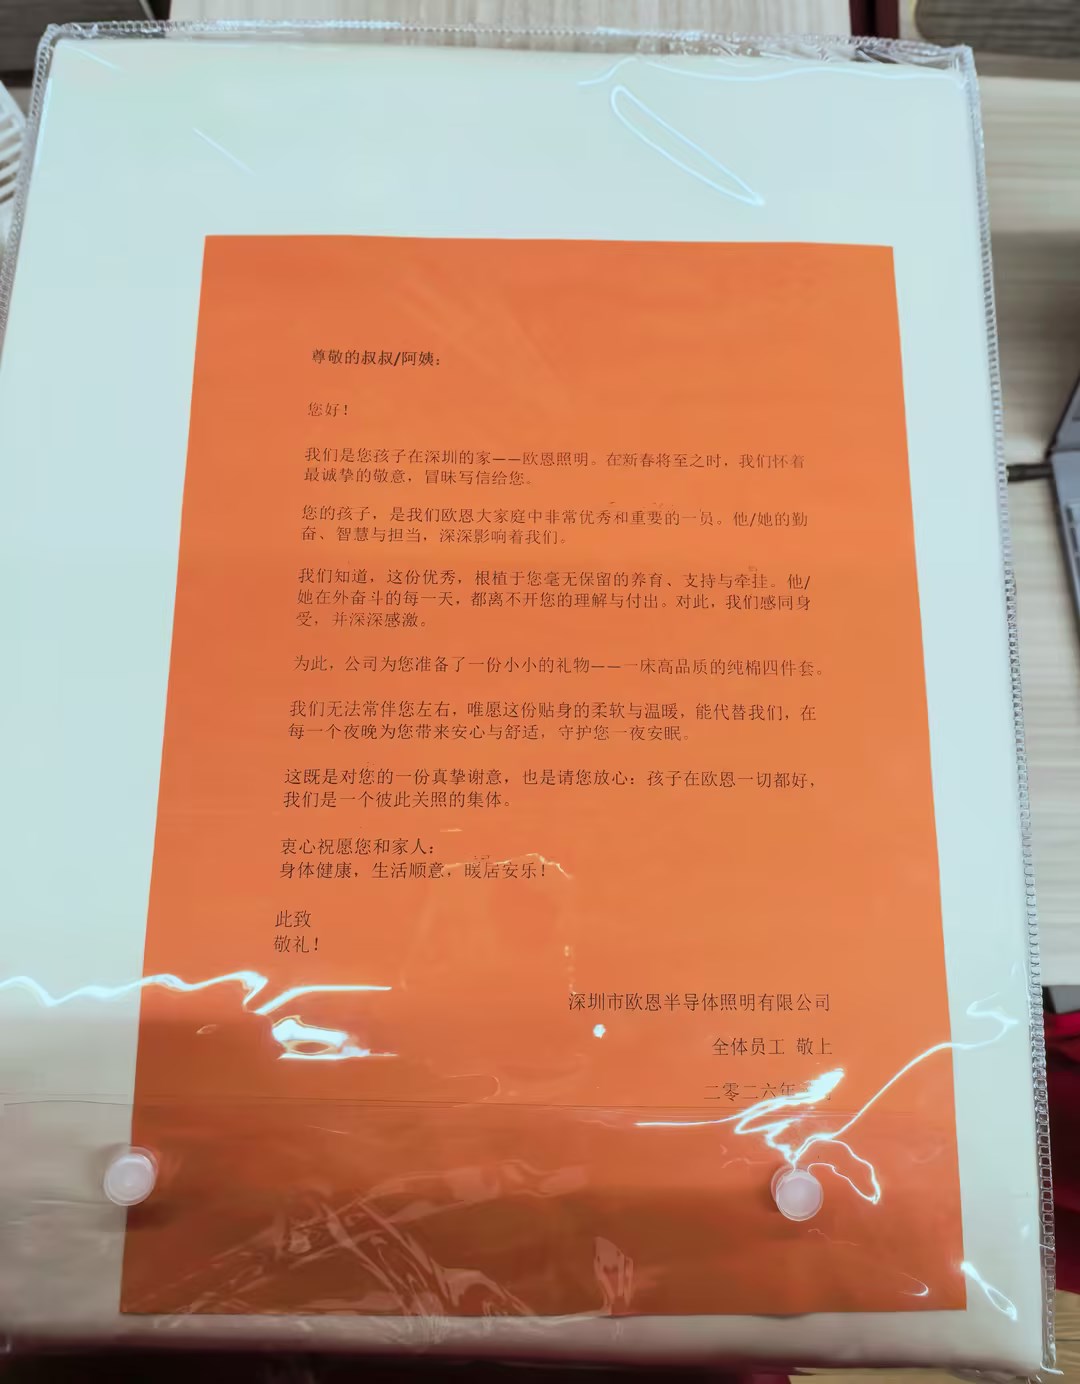 尊敬的叔叔/阿姨：
您好！
我们是您孩子在深圳的家——欧恩照明。在新春将至之时，我们怀着
最诚挚的敬意，冒昧写信给您。
您的孩子，是我们欧恩大家庭中非常优秀和重要的一员。他/她的勤
奋、智慧与担当，深深影响着我们。
我们知道，这份优秀，根植于您毫无保留的养育、支持与牵挂。他/
她在外奋斗的每一天，都离不开您的理解与付出。对此，我们感同身
受，并深深感激。
为此，公司为您准备了一份小小的礼物——一床高品质的纯棉四件套。
我们无法常伴您左右，唯愿这份贴身的柔软与温暖，能代替我们，在
每一个夜晚为您带来安心与舒适，守护您一夜安眠。
这既是对您的一份真挚谢意，也是请您放心：孩子在欧恩一切都好，
我们是一个彼此关照的集体。
衷心祝愿您和家人：
身体健康，生活顺意，暖居安乐！
此致
敬礼！
深圳市欧恩半导体照明有限公司
全体员工 敬上
二零二六年